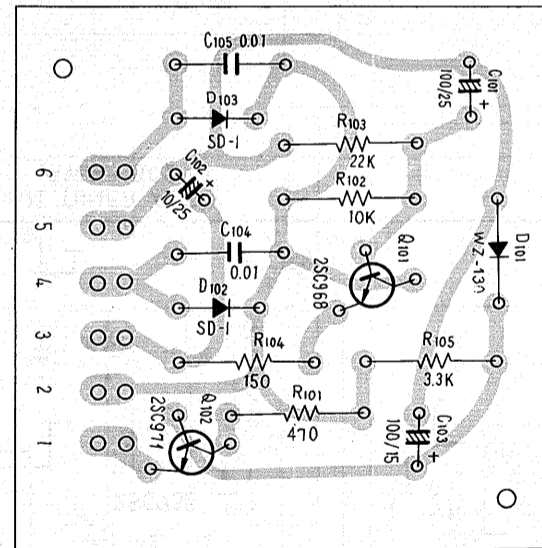 C105 0.01
D103
SD-1
C101
100/25
+
R103
22K
C102
+
10/25
R102
10K
6
5
4
3
2
1
C104
0.01
Q101
2SC968
D101
WZ-130
D102
SD-1
R104
150
R105
3.3K
R101
470
Q102
2SC971
C103
100/15
+